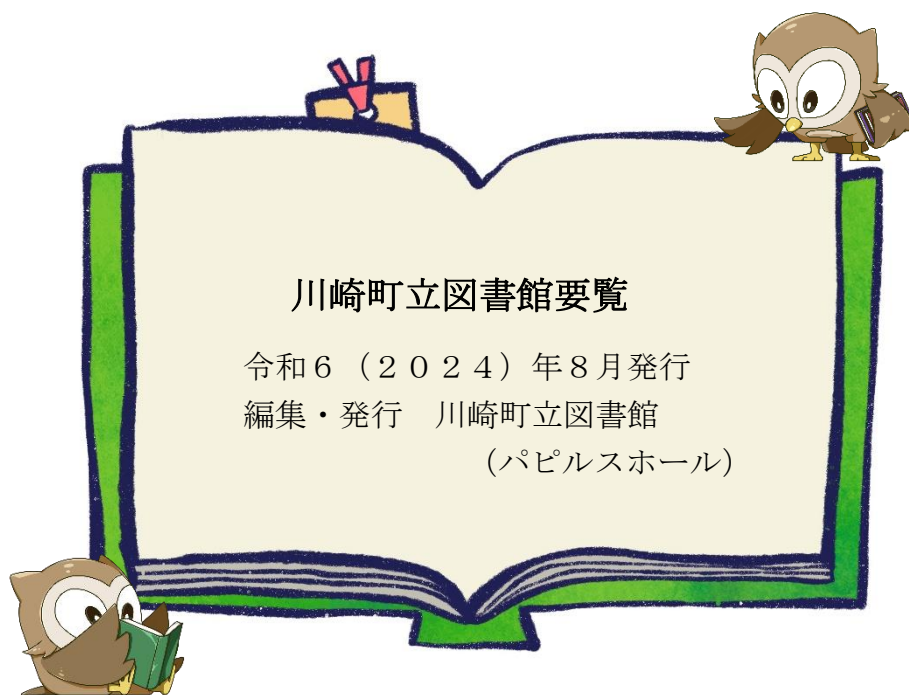 川崎町立図書館要覧
令和６（２０２４）年８月発行
編集・発行　川崎町立図書館
（パピルスホール）